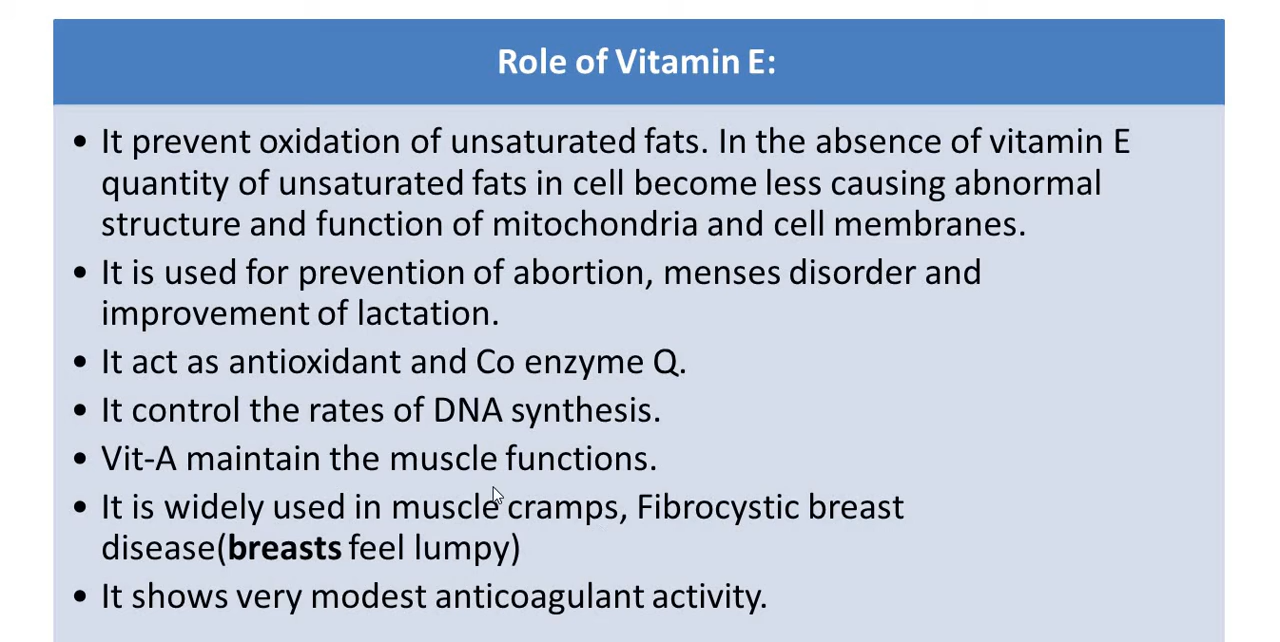 Role of Vitamin E:
• It prevent oxidation of unsaturated fats. In the absence of vitamin E
quantity of unsaturated fats in cell become less causing abnormal
structure and function of mitochondria and cell membranes.
• It is used for prevention of abortion, menses disorder and
improvement of lactation.
• It act as antioxidant and Co enzyme Q.
• It control the rates of DNA synthesis.
• Vit-A maintain the muscle functions.
• It is widely used in muscle cramps, Fibrocystic breast
disease(breasts feel lumpy)
• It shows very modest anticoagulant activity.